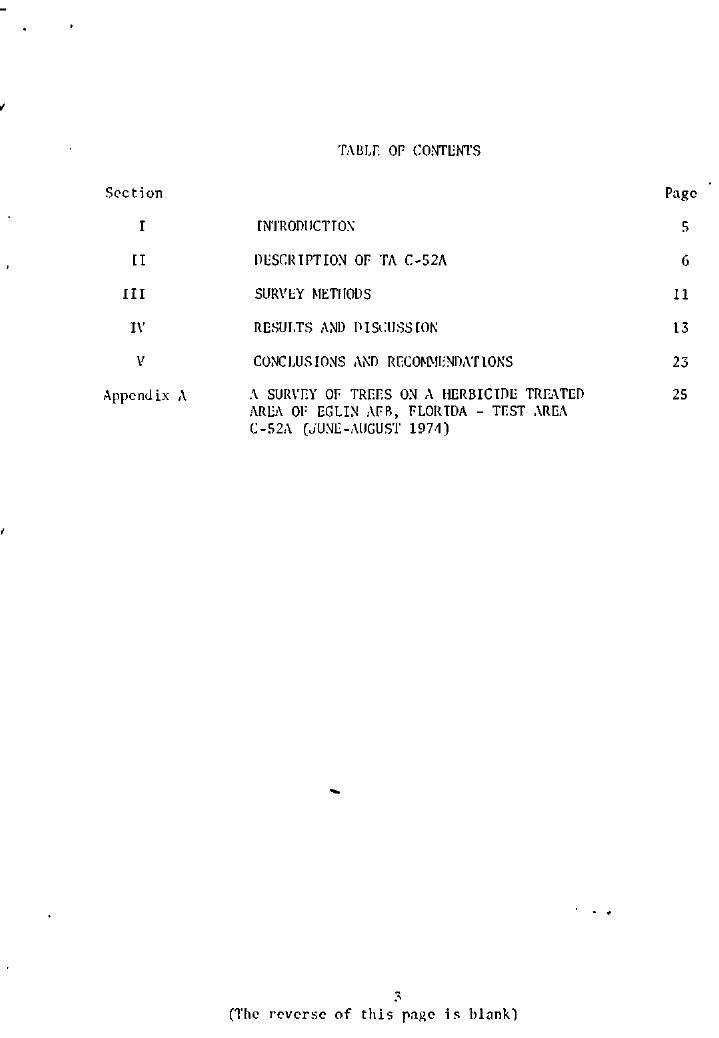 TABLE OF CONTENTS
Section Page
I INTRODUCTION 5
II DESCRIPTION OF TA C-52A 6
III SURVEY METHODS 11
IV RESULTS AND DISCUSSION 13
V CONCLUSIONS AND RECOMMENDATIONS 23
Appendix A A SURVEY OF TREES ON A HERBICIDE TREATED 25
AREA OF EGLIN AFB, FLORIDA - TEST AREA
C-52A (JUNE-AUGUST 1974)
3
(The reverse of this page is blank)